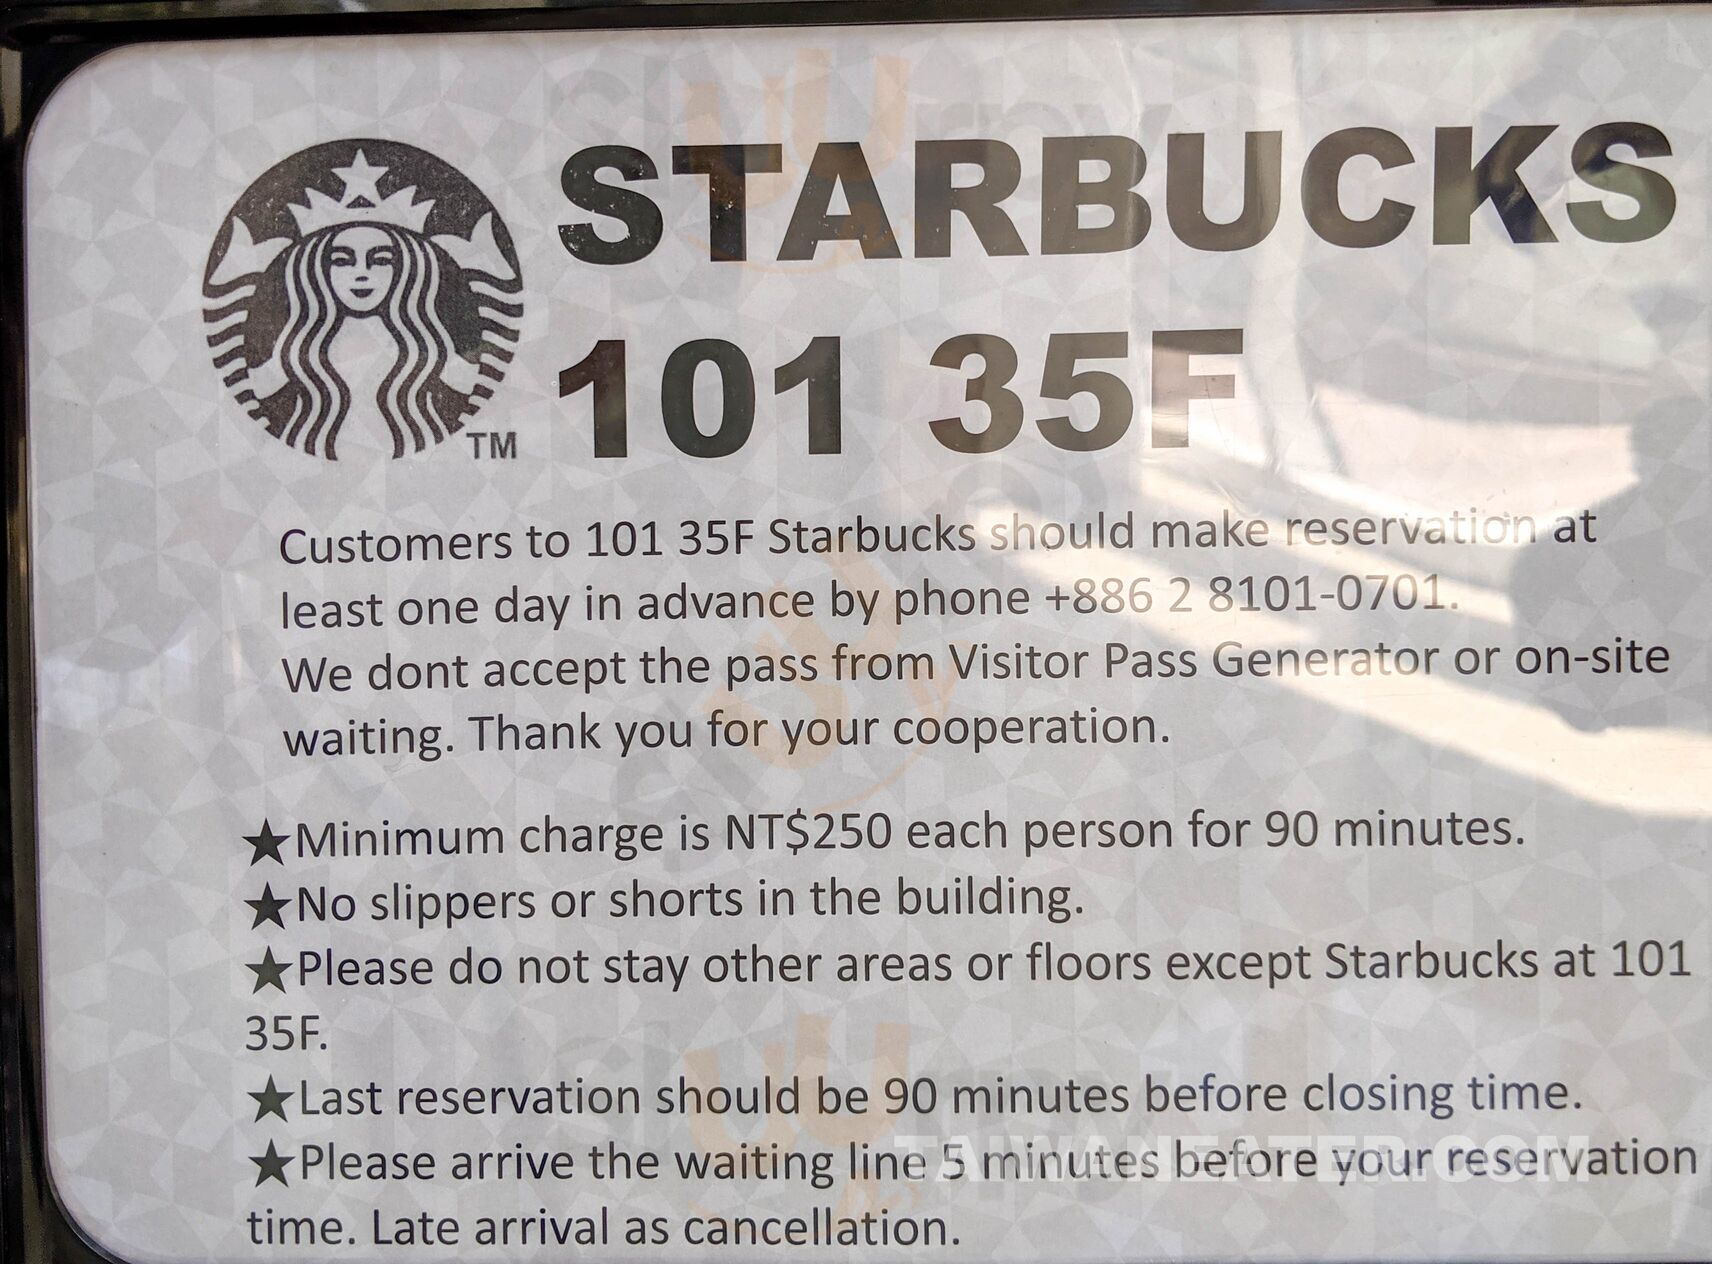 STARBUCKS
101 35F
TM
Customers to 101 35F Starbucks should make reservation at
least one day in advance by phone +886 2 8101-0701.
We dont accept the pass from Visitor Pass Generator or on-site
waiting. Thank you for your cooperation.
★Minimum charge is NT$250 each person for 90 minutes.
★No slippers or shorts in the building.
★Please do not stay other areas or floors except Starbucks at 101
35F.
★Last reservation should be 90 minutes before closing time.
★Please arrive the waiting line 5 minutes before your reservation
time. Late arrival as cancellation.
TAIWANEATER.COM